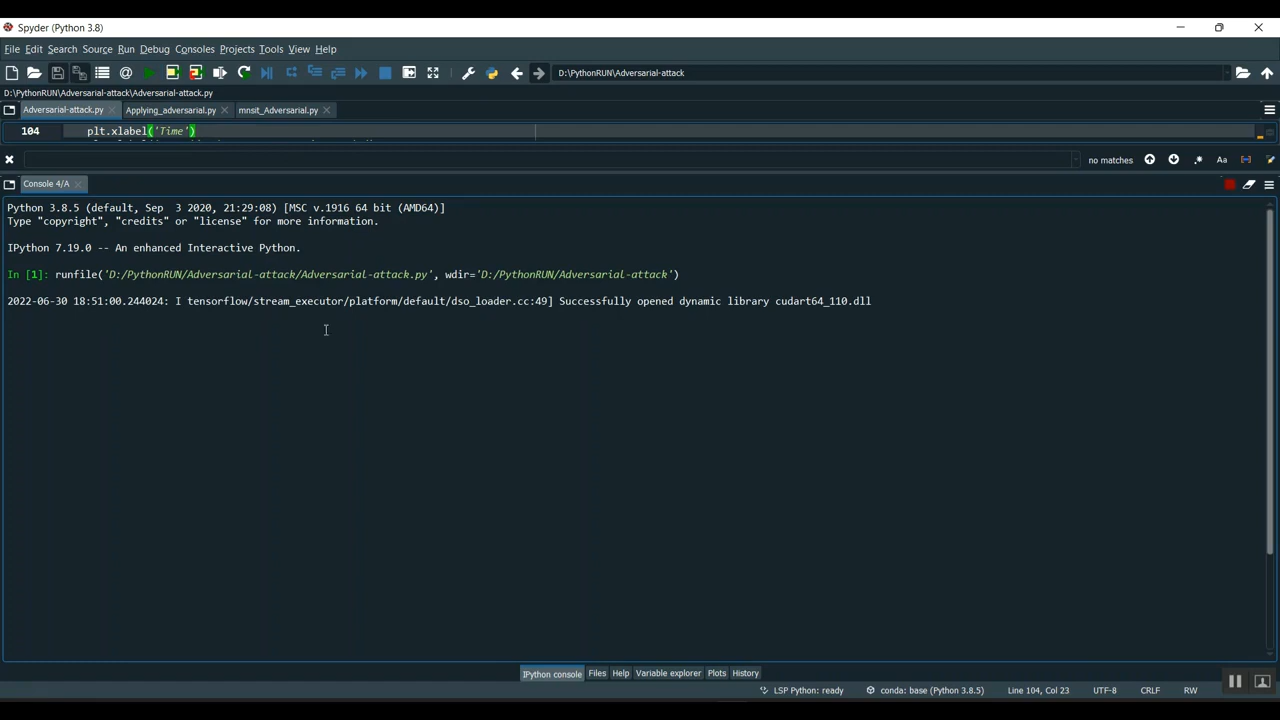 Spyder (Python 3.8)
File Edit Search Source Run Debug Consoles Projects Tools View Help
D:\PythonRUN\Adversarial-attack
D:\PythonRUN\Adversarial-attack\Adversarial-attack.py
Adversarial-attack.py Applying_adversarial.py mnsit_Adversarial.py
104 plt.xlabel('Time')
no matches Aa
Console 4/A
Python 3.8.5 (default, Sep  3 2020, 21:29:08) [MSC v.1916 64 bit (AMD64)]
Type "copyright", "credits" or "license" for more information.
IPython 7.19.0 -- An enhanced Interactive Python.
In [1]: runfile('D:/PythonRUN/Adversarial-attack/Adversarial-attack.py', wdir='D:/PythonRUN/Adversarial-attack')
2022-06-30 18:51:00.244024: I tensorflow/stream_executor/platform/default/dso_loader.cc:49] Successfully opened dynamic library cudart64_110.dll
IPython console Files Help Variable explorer Plots History
LSP Python: ready conda: base (Python 3.8.5) Line 104, Col 23 UTF-8 CRLF RW